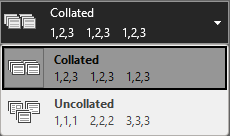 Collated
1,2,3 1,2,3 1,2,3
Collated
1,2,3 1,2,3 1,2,3
Uncollated
1,1,1 2,2,2 3,3,3